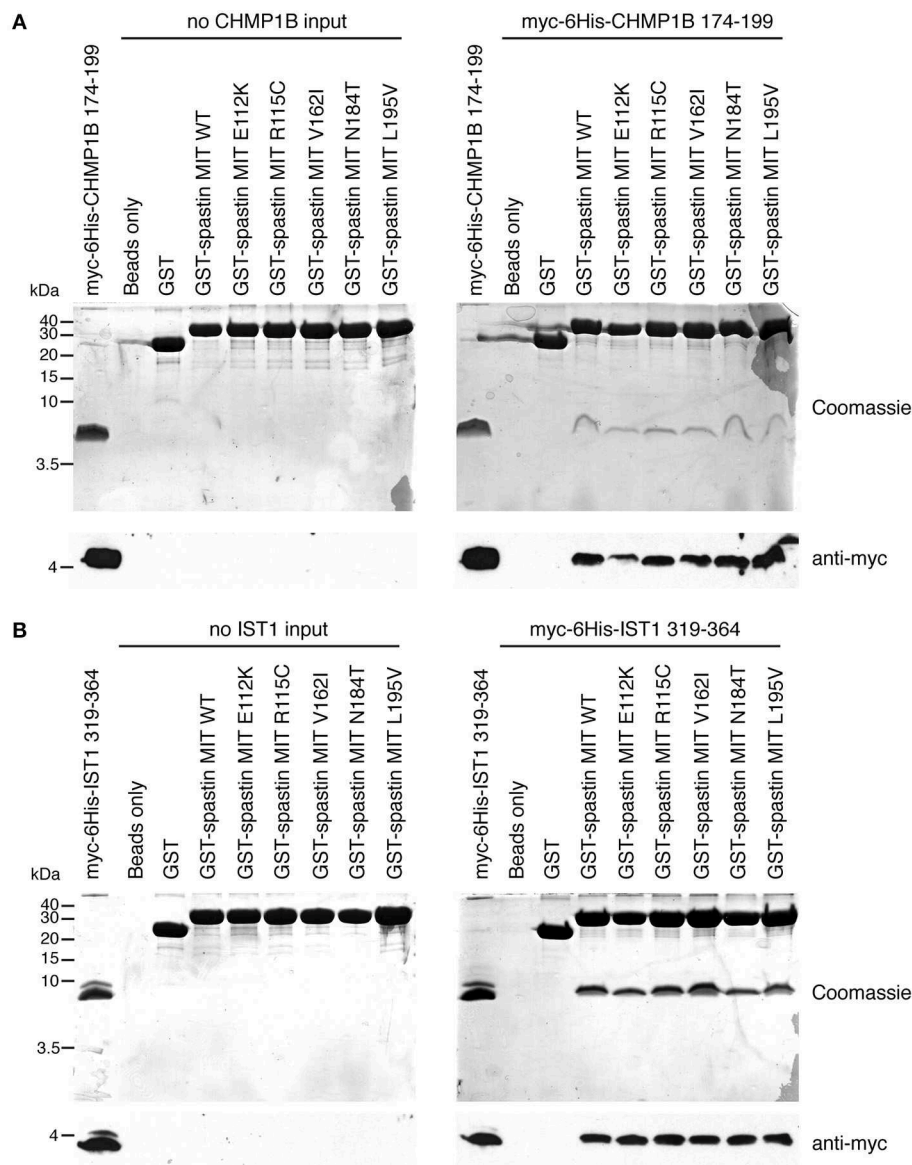 A
no CHMP1B input
myc-6His-CHMP1B 174-199
myc-6His-CHMP1B 174-199
Beads only
GST
GST-spastin MIT WT
GST-spastin MIT E112K
GST-spastin MIT R115C
GST-spastin MIT V162I
GST-spastin MIT N184T
GST-spastin MIT L195V
myc-6His-CHMP1B 174-199
Beads only
GST
GST-spastin MIT WT
GST-spastin MIT E112K
GST-spastin MIT R115C
GST-spastin MIT V162I
GST-spastin MIT N184T
GST-spastin MIT L195V
kDa
40
30
20
15
10
3.5
Coomassie
4
anti-myc
B
no IST1 input
myc-6His-IST1 319-364
myc-6His-IST1 319-364
Beads only
GST
GST-spastin MIT WT
GST-spastin MIT E112K
GST-spastin MIT R115C
GST-spastin MIT V162I
GST-spastin MIT N184T
GST-spastin MIT L195V
myc-6His-IST1 319-364
Beads only
GST
GST-spastin MIT WT
GST-spastin MIT E112K
GST-spastin MIT R115C
GST-spastin MIT V162I
GST-spastin MIT N184T
GST-spastin MIT L195V
kDa
40
30
20
15
10
3.5
Coomassie
4
anti-myc